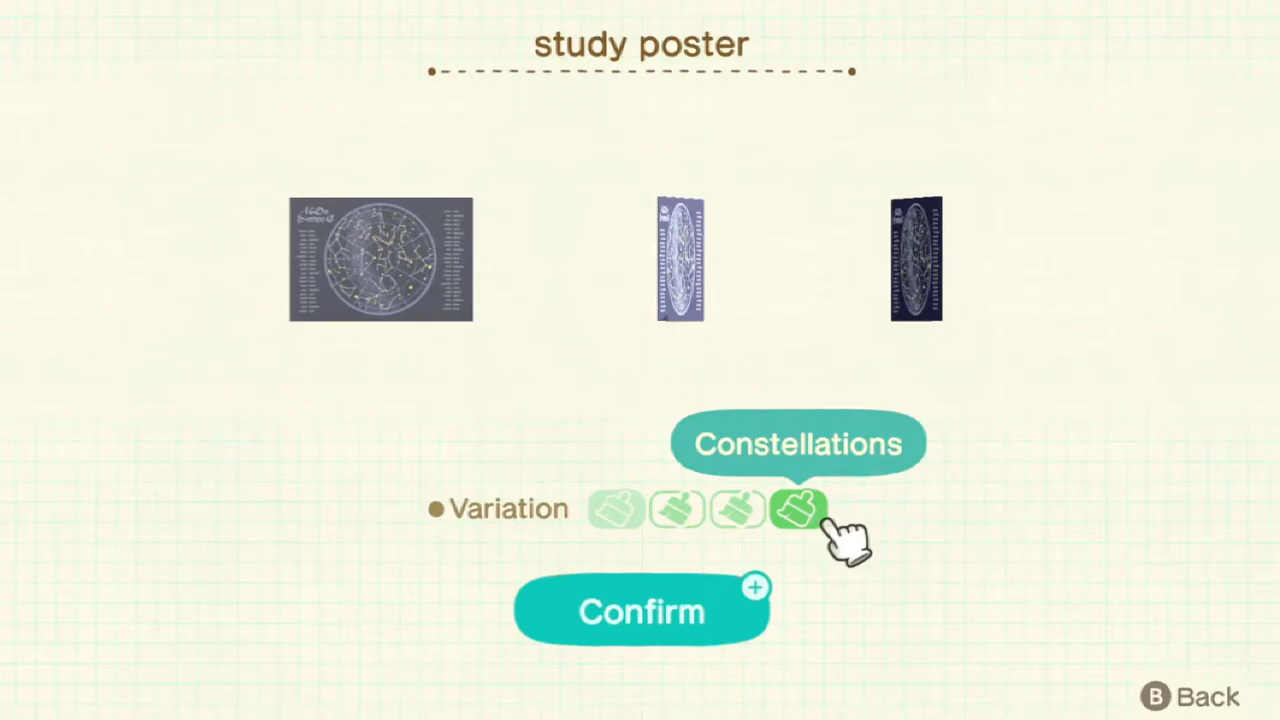 study poster
Constellations
Variation
Confirm
B Back